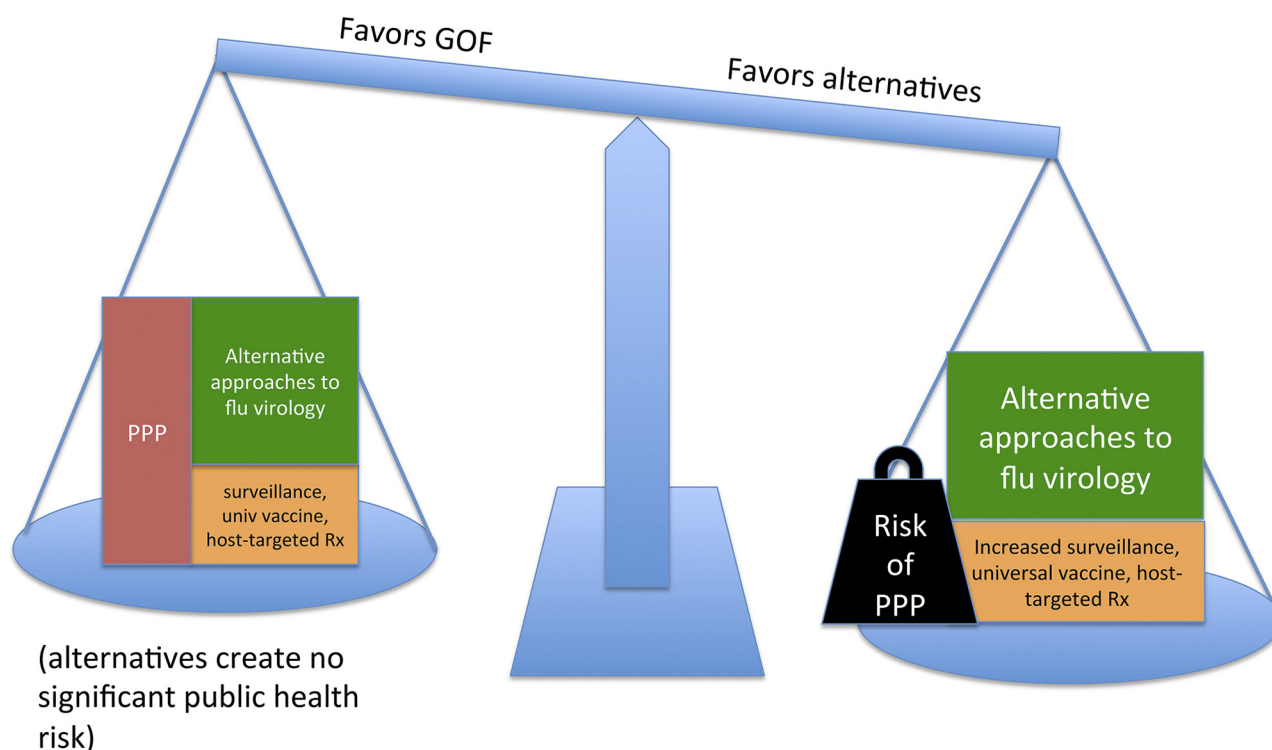 Favors GOF
Favors alternatives
PPP
Alternative
approaches to
flu virology
surveillance,
univ vaccine,
host-targeted Rx
Risk
of
PPP
Alternative
approaches to
flu virology
Increased surveillance,
universal vaccine, host-
targeted Rx
(alternatives create no
significant public health
risk)